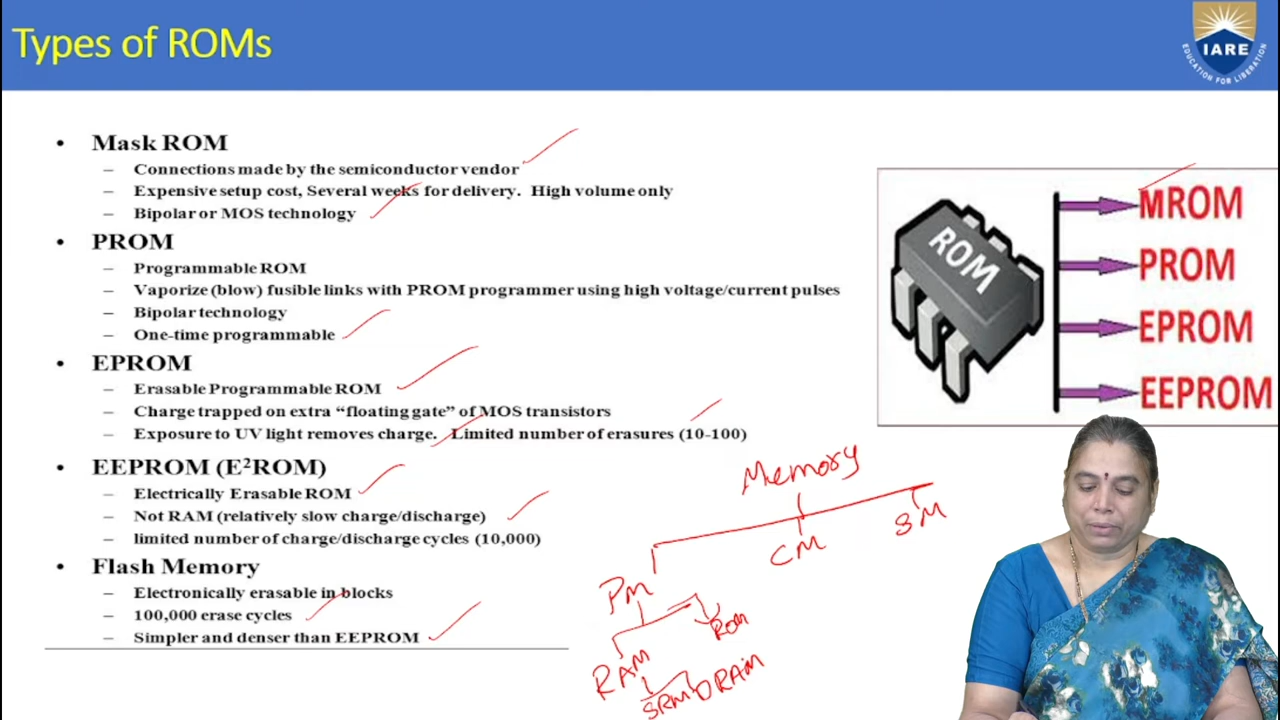 Types of ROMs
IARE
EDUCATION FOR LIBERATION
• Mask ROM
– Connections made by the semiconductor vendor
– Expensive setup cost, Several weeks for delivery. High volume only
– Bipolar or MOS technology
• PROM
– Programmable ROM
– Vaporize (blow) fusible links with PROM programmer using high voltage/current pulses
– Bipolar technology
– One-time programmable
• EPROM
– Erasable Programmable ROM
– Charge trapped on extra “floating gate” of MOS transistors
– Exposure to UV light removes charge. Limited number of erasures (10-100)
• EEPROM (E²ROM)
– Electrically Erasable ROM
– Not RAM (relatively slow charge/discharge)
– limited number of charge/discharge cycles (10,000)
• Flash Memory
– Electronically erasable in blocks
– 100,000 erase cycles
– Simpler and denser than EEPROM
ROM
MROM
PROM
EPROM
EEPROM
Memory
PM CM SM
RAM ROM
SRM DRAM